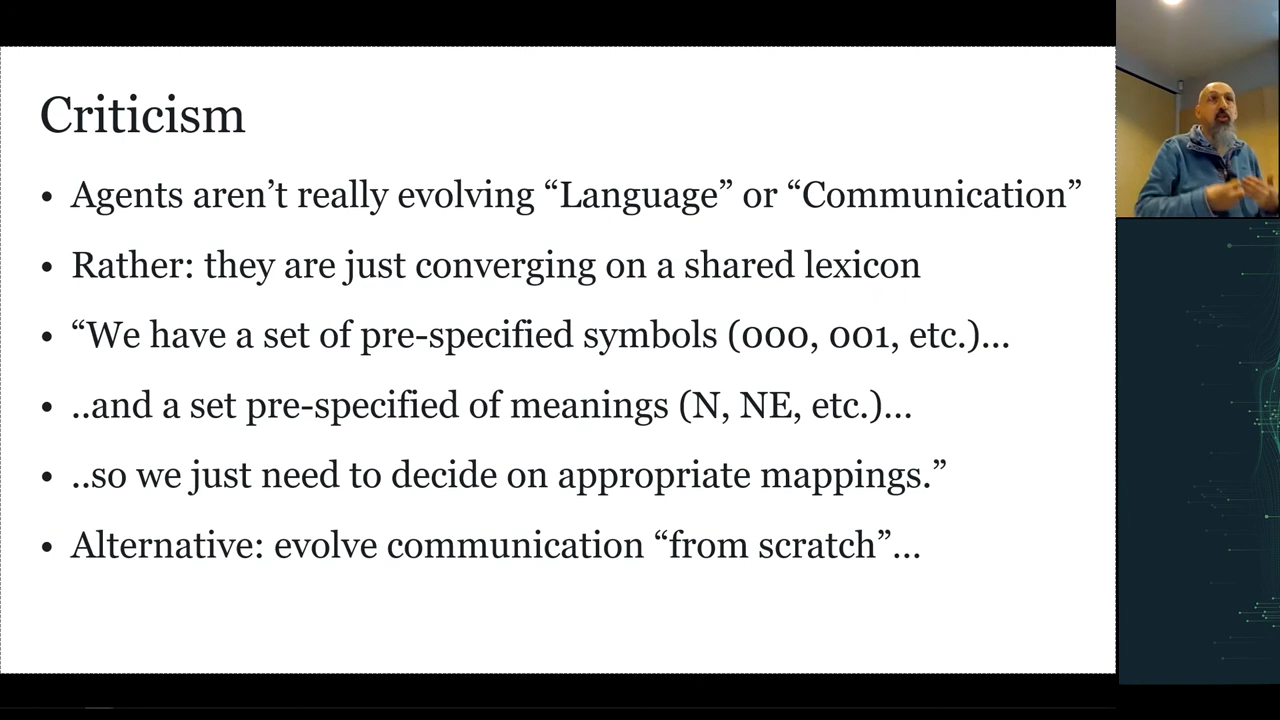 Criticism
• Agents aren’t really evolving “Language” or “Communication”
• Rather: they are just converging on a shared lexicon
• “We have a set of pre-specified symbols (000, 001, etc.)...
• ..and a set pre-specified of meanings (N, NE, etc.)...
• ..so we just need to decide on appropriate mappings.”
• Alternative: evolve communication “from scratch”...